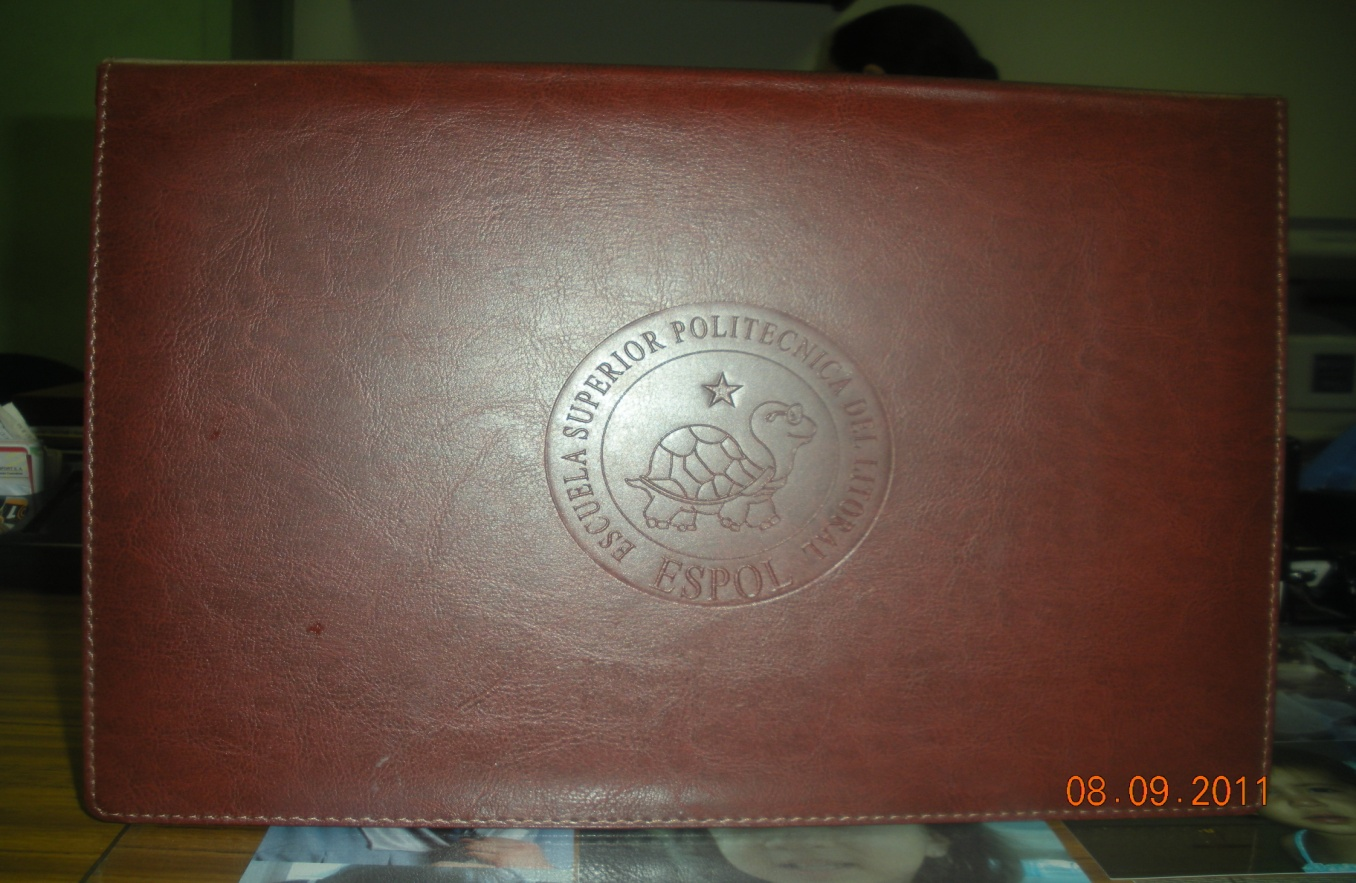 ESCUELA SUPERIOR POLITECNICA DEL LITORAL
ESPOL
08.09.2011